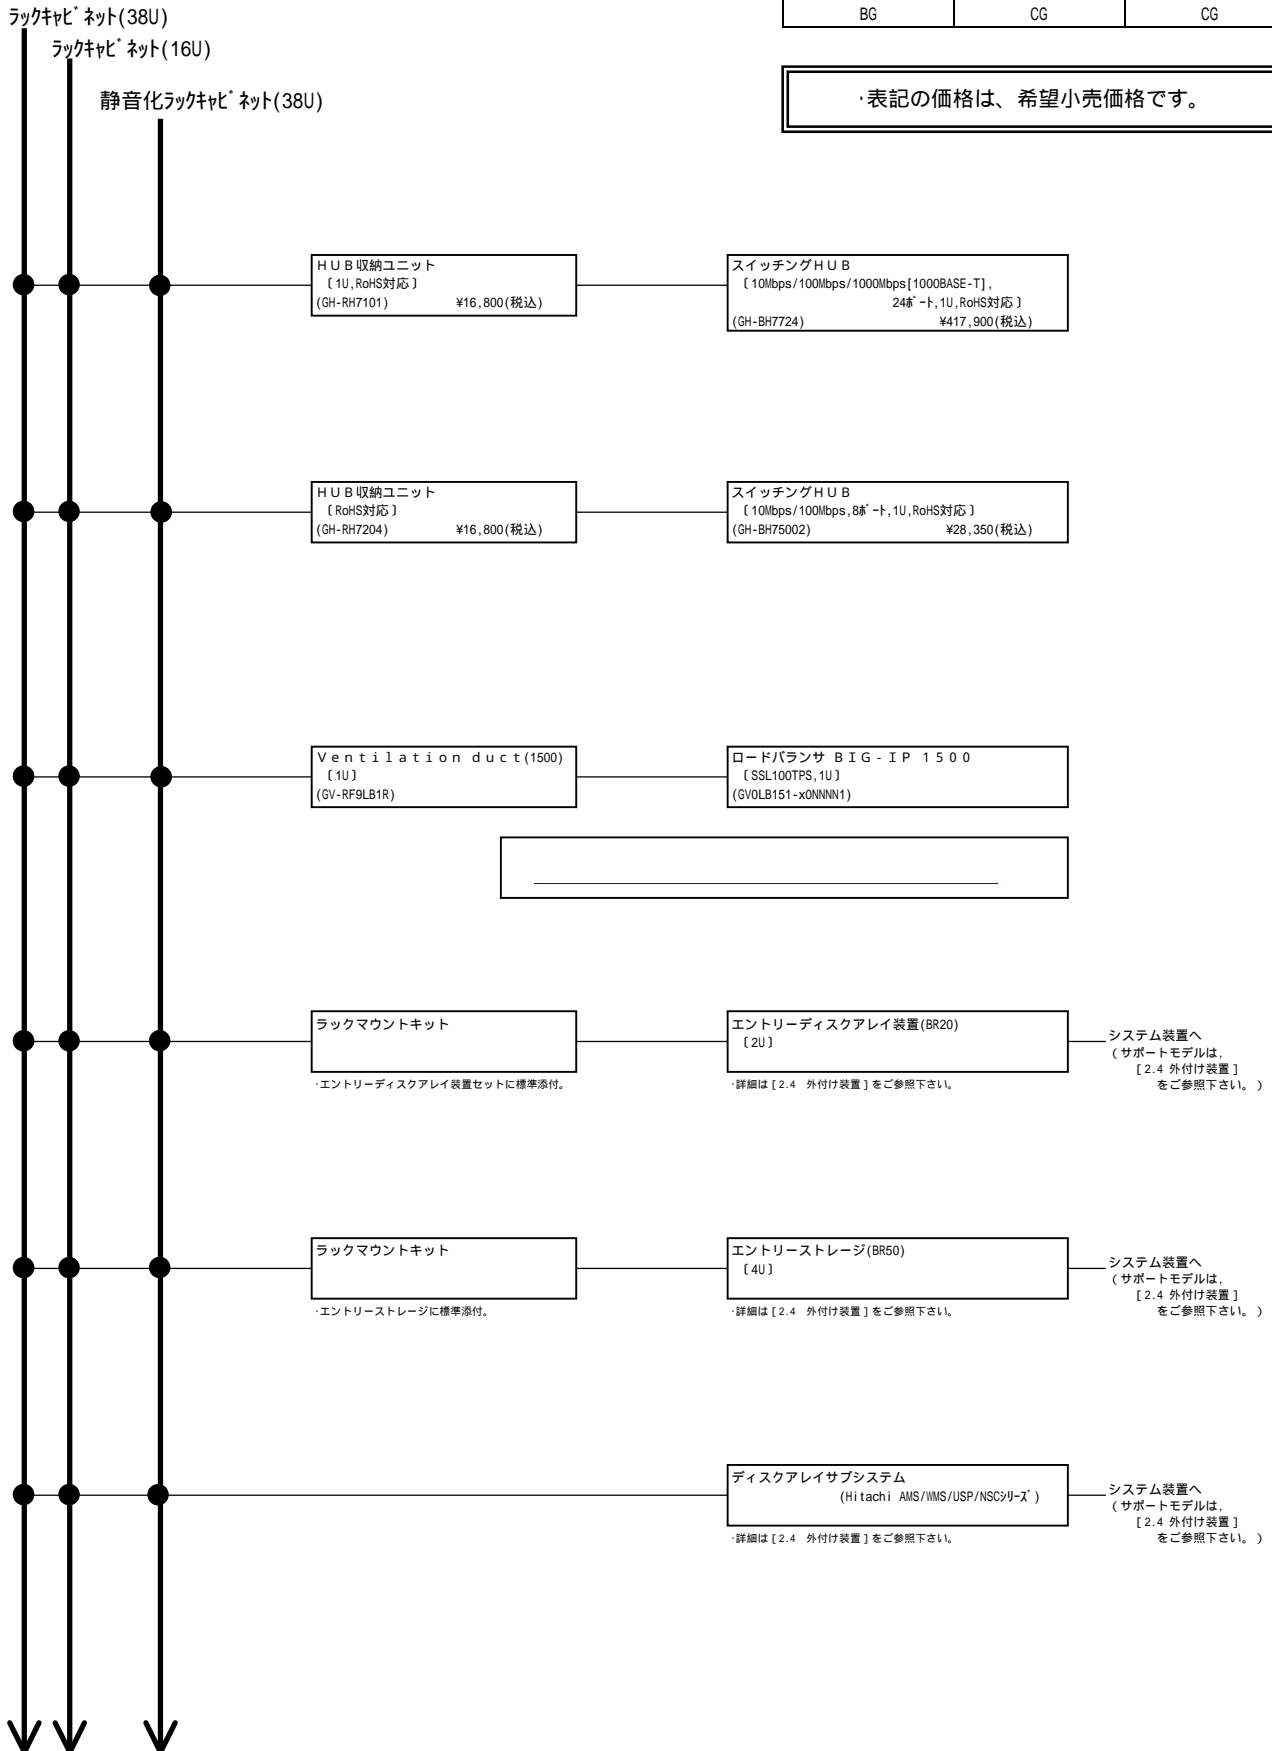 ラックキャビネット(38U)
ラックキャビネット(16U)
静音化ラックキャビネット(38U)
BG CG CG
・表記の価格は、希望小売価格です。
ＨＵＢ収納ユニット
〔1U,RoHS対応〕
(GH-RH7101) ¥16,800(税込)
スイッチングＨＵＢ
〔10Mbps/100Mbps/1000Mbps[1000BASE-T],
24ポート,1U,RoHS対応〕
(GH-BH7724) ¥417,900(税込)
ＨＵＢ収納ユニット
〔RoHS対応〕
(GH-RH7204) ¥16,800(税込)
スイッチングＨＵＢ
〔10Mbps/100Mbps,8ポート,1U,RoHS対応〕
(GH-BH75002) ¥28,350(税込)
Ｖｅｎｔｉｌａｔｉｏｎ ｄｕｃｔ(1500)
〔1U〕
(GV-RF9LB1R)
ロードバランサ ＢＩＧ－ＩＰ １５００
〔SSL100TPS,1U〕
(GV0LB151-x0NNNN1)
ラックマウントキット
・エントリーディスクアレイ装置セットに標準添付。
エントリーディスクアレイ装置(BR20)
〔2U〕
・詳細は[2.4 外付け装置]をご参照下さい。
システム装置へ
(サポートモデルは,
[2.4 外付け装置]
をご参照下さい。)
ラックマウントキット
・エントリーストレージに標準添付。
エントリーストレージ(BR50)
〔4U〕
・詳細は[2.4 外付け装置]をご参照下さい。
システム装置へ
(サポートモデルは,
[2.4 外付け装置]
をご参照下さい。)
ディスクアレイサブシステム
(Hitachi AMS/WMS/USP/NSCシリーズ)
・詳細は[2.4 外付け装置]をご参照下さい。
システム装置へ
(サポートモデルは,
[2.4 外付け装置]
をご参照下さい。)